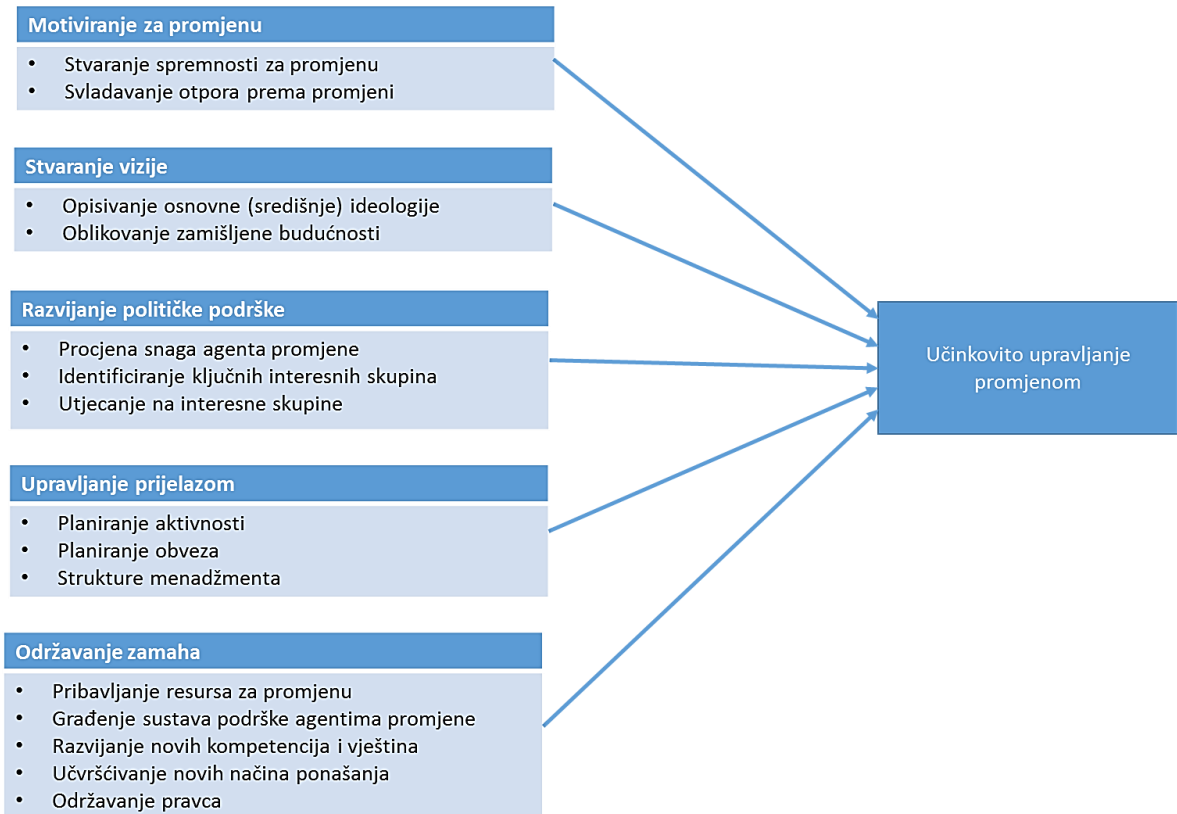 Motiviranje za promjenu
• Stvaranje spremnosti za promjenu
• Svladavanje otpora prema promjeni
Stvaranje vizije
• Opisivanje osnovne (središnje) ideologije
• Oblikovanje zamišljene budućnosti
Razvijanje političke podrške
• Procjena snaga agenta promjene
• Identificiranje ključnih interesnih skupina
• Utjecanje na interesne skupine
Upravljanje prijelazom
• Planiranje aktivnosti
• Planiranje obveza
• Strukture menadžmenta
Održavanje zamaha
• Pribavljanje resursa za promjenu
• Građenje sustava podrške agentima promjene
• Razvijanje novih kompetencija i vještina
• Učvršćivanje novih načina ponašanja
• Održavanje pravca
Učinkovito upravljanje
promjenom